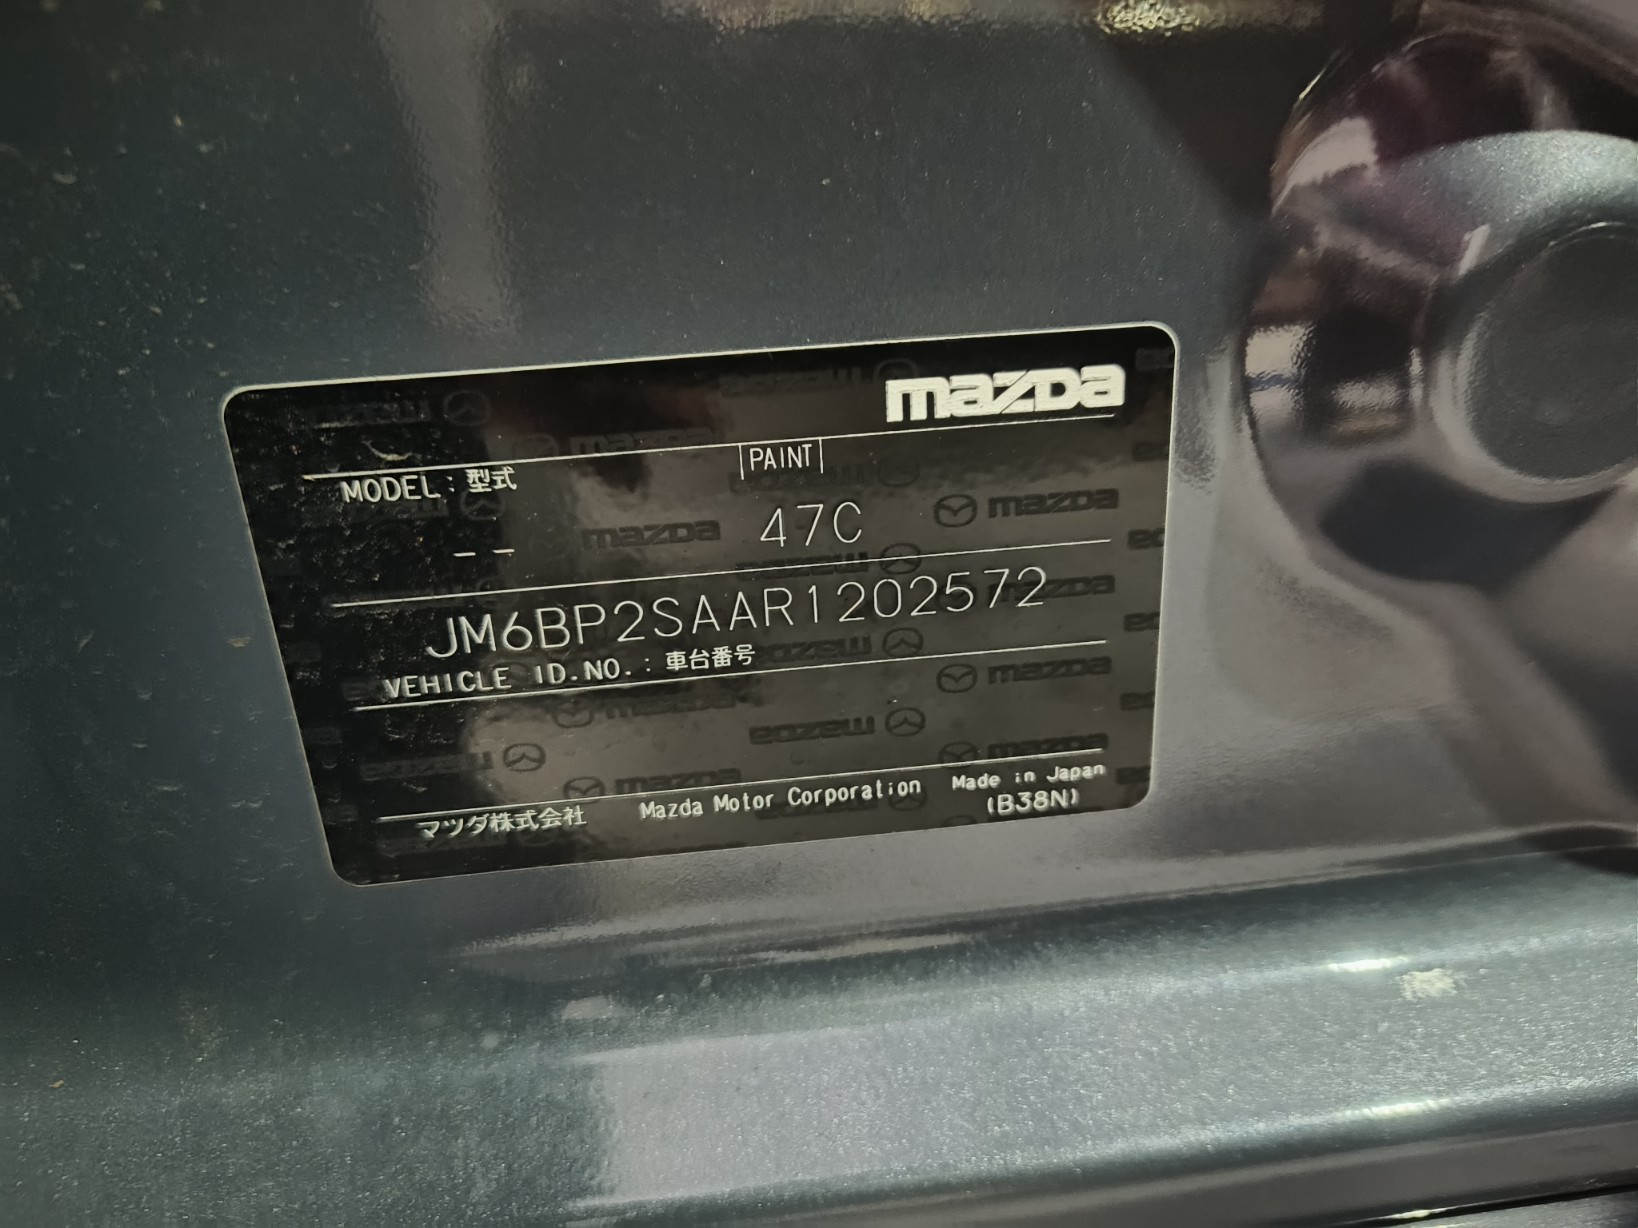 mazda
MODEL : 型式
PAINT
--
47C
JM6BP2SAAR1202572
VEHICLE ID.NO. : 車台番号
マツダ株式会社 Mazda Motor Corporation Made in Japan
(B38N)